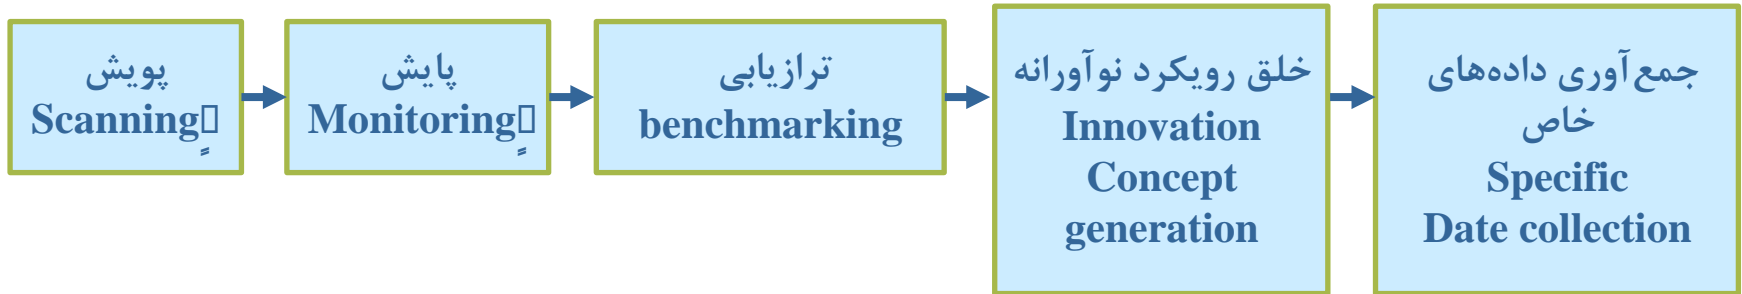 پویش
Scanning
پایش
Monitoring
ترازیابی
benchmarking
خلق رویکرد نوآورانه
Innovation
Concept
generation
جمع‌آوری داده‌های
خاص
Specific
Date collection